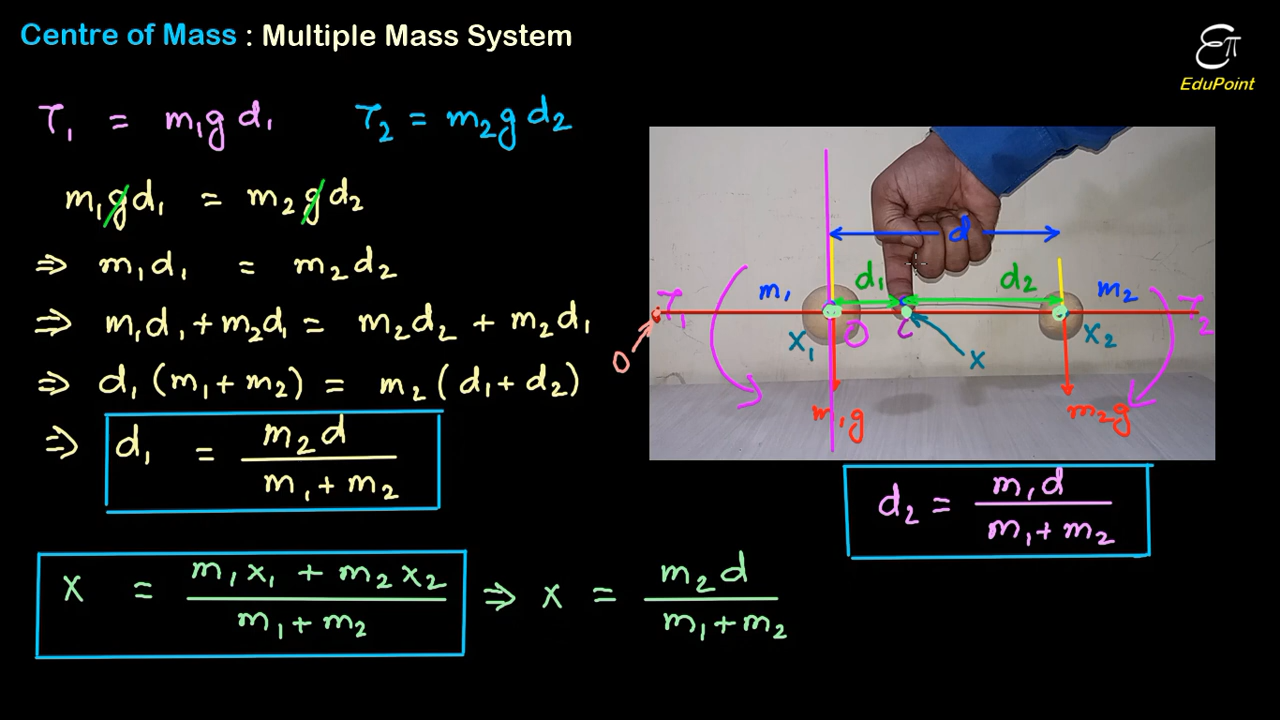 Centre of Mass : Multiple Mass System
επ
EduPoint
τ₁ = m₁g d₁
τ₂ = m₂g d₂
m₁g d₁ = m₂g d₂
⇒ m₁d₁ = m₂d₂
⇒ m₁d₁ + m₂d₁ = m₂d₂ + m₂d₁
⇒ d₁ (m₁ + m₂) = m₂ (d₁ + d₂)
⇒ d₁ = m₂d / (m₁ + m₂)
d
d₁ d₂
τ₁ m₁ m₂ τ₂
O x₁ O C x x₂
m₁g m₂g
d₂ = m₁d / (m₁ + m₂)
x = (m₁x₁ + m₂x₂) / (m₁ + m₂) ⇒ x = m₂d / (m₁ + m₂)